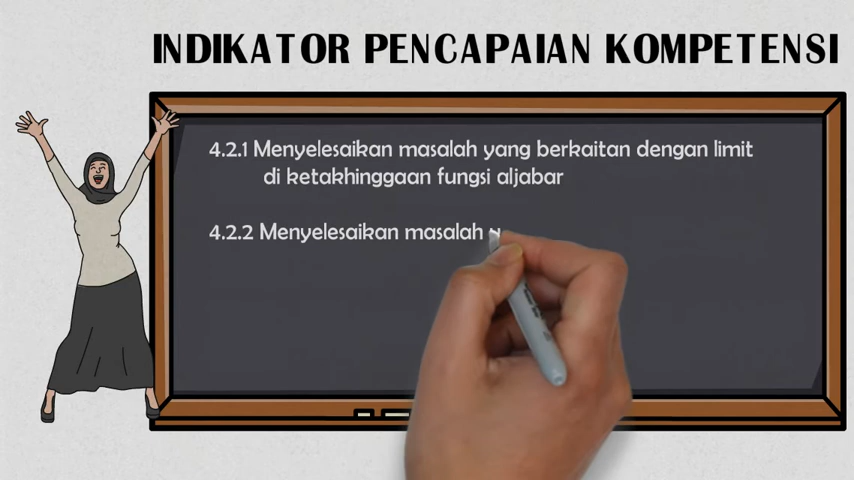 INDIKATOR PENCAPAIAN KOMPETENSI
4.2.1 Menyelesaikan masalah yang berkaitan dengan limit
di ketakhinggaan fungsi aljabar
4.2.2 Menyelesaikan masalah